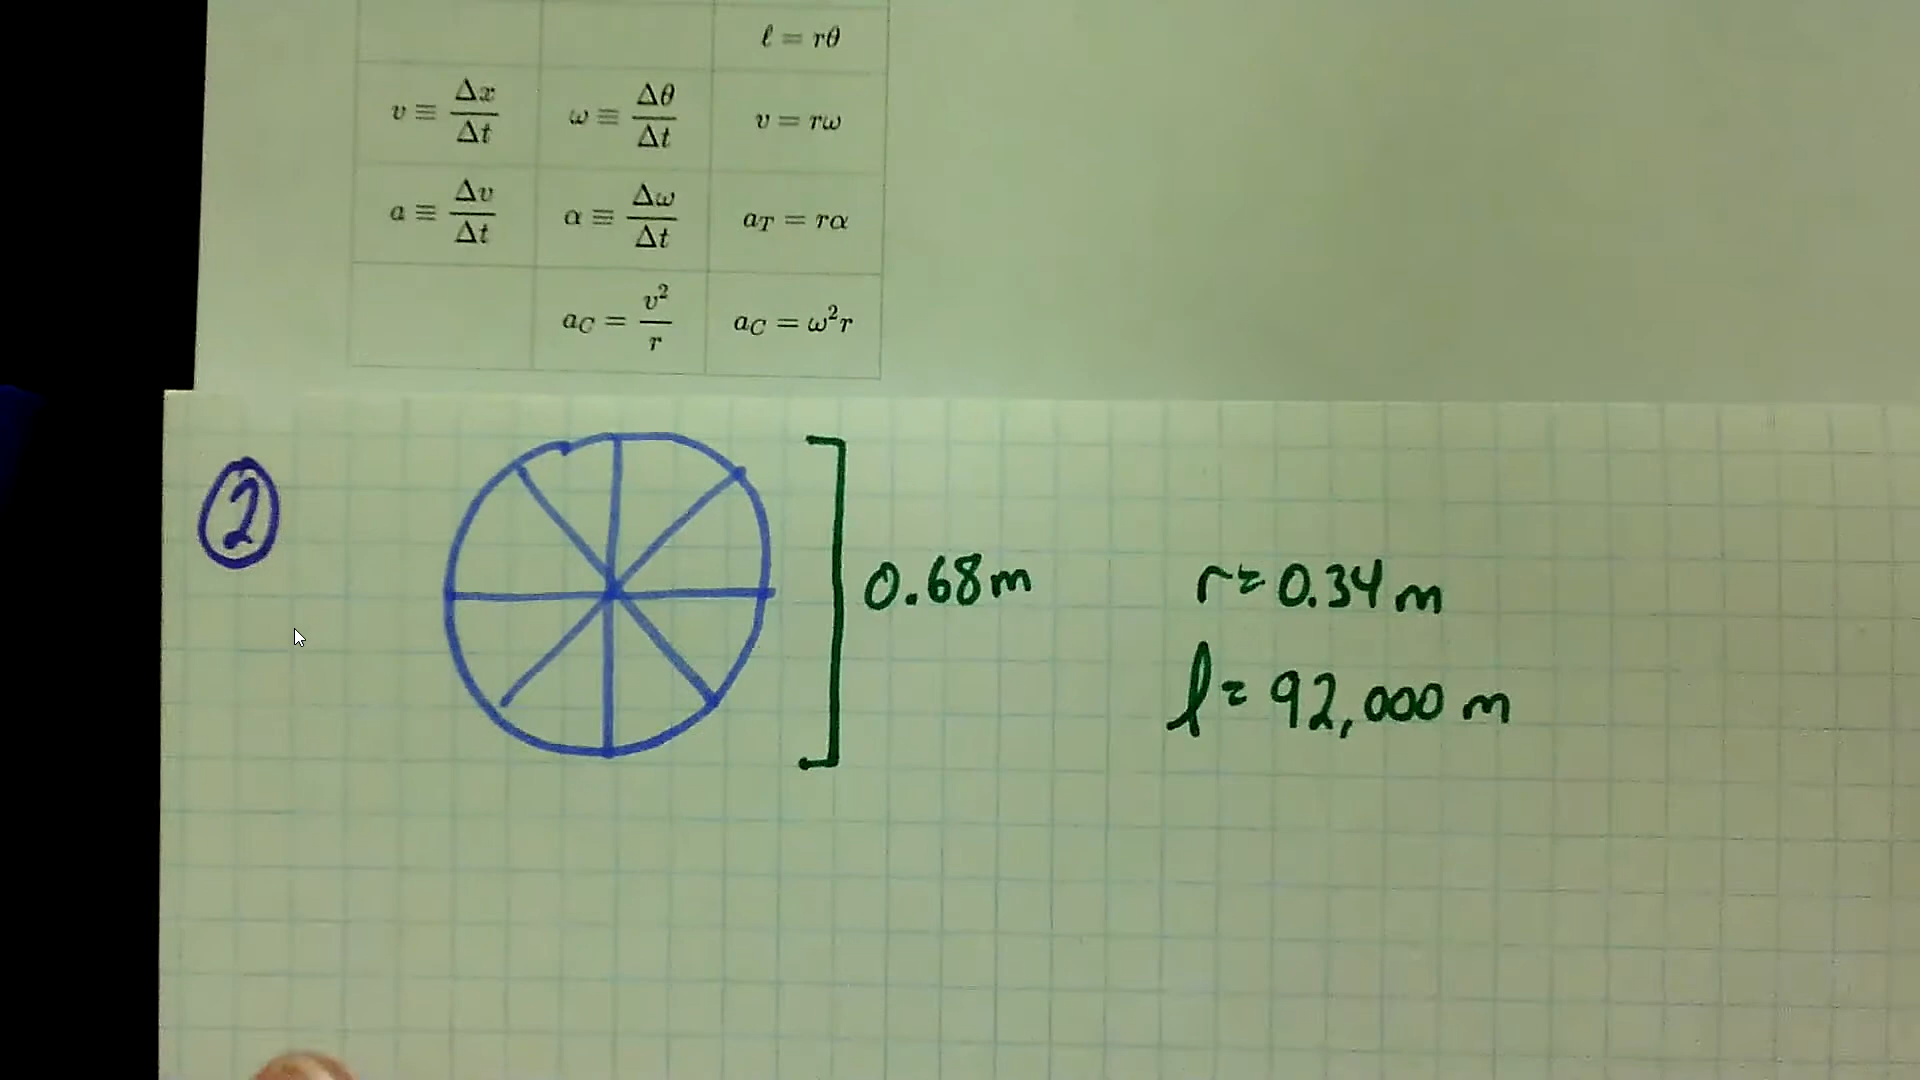 ℓ = rθ
v ≡ Δx/Δt ω ≡ Δθ/Δt v = rω
a ≡ Δv/Δt α ≡ Δω/Δt a_T = rα
a_C = v²/r a_C = ω²r
2
0.68 m
r = 0.34 m
l = 92,000 m